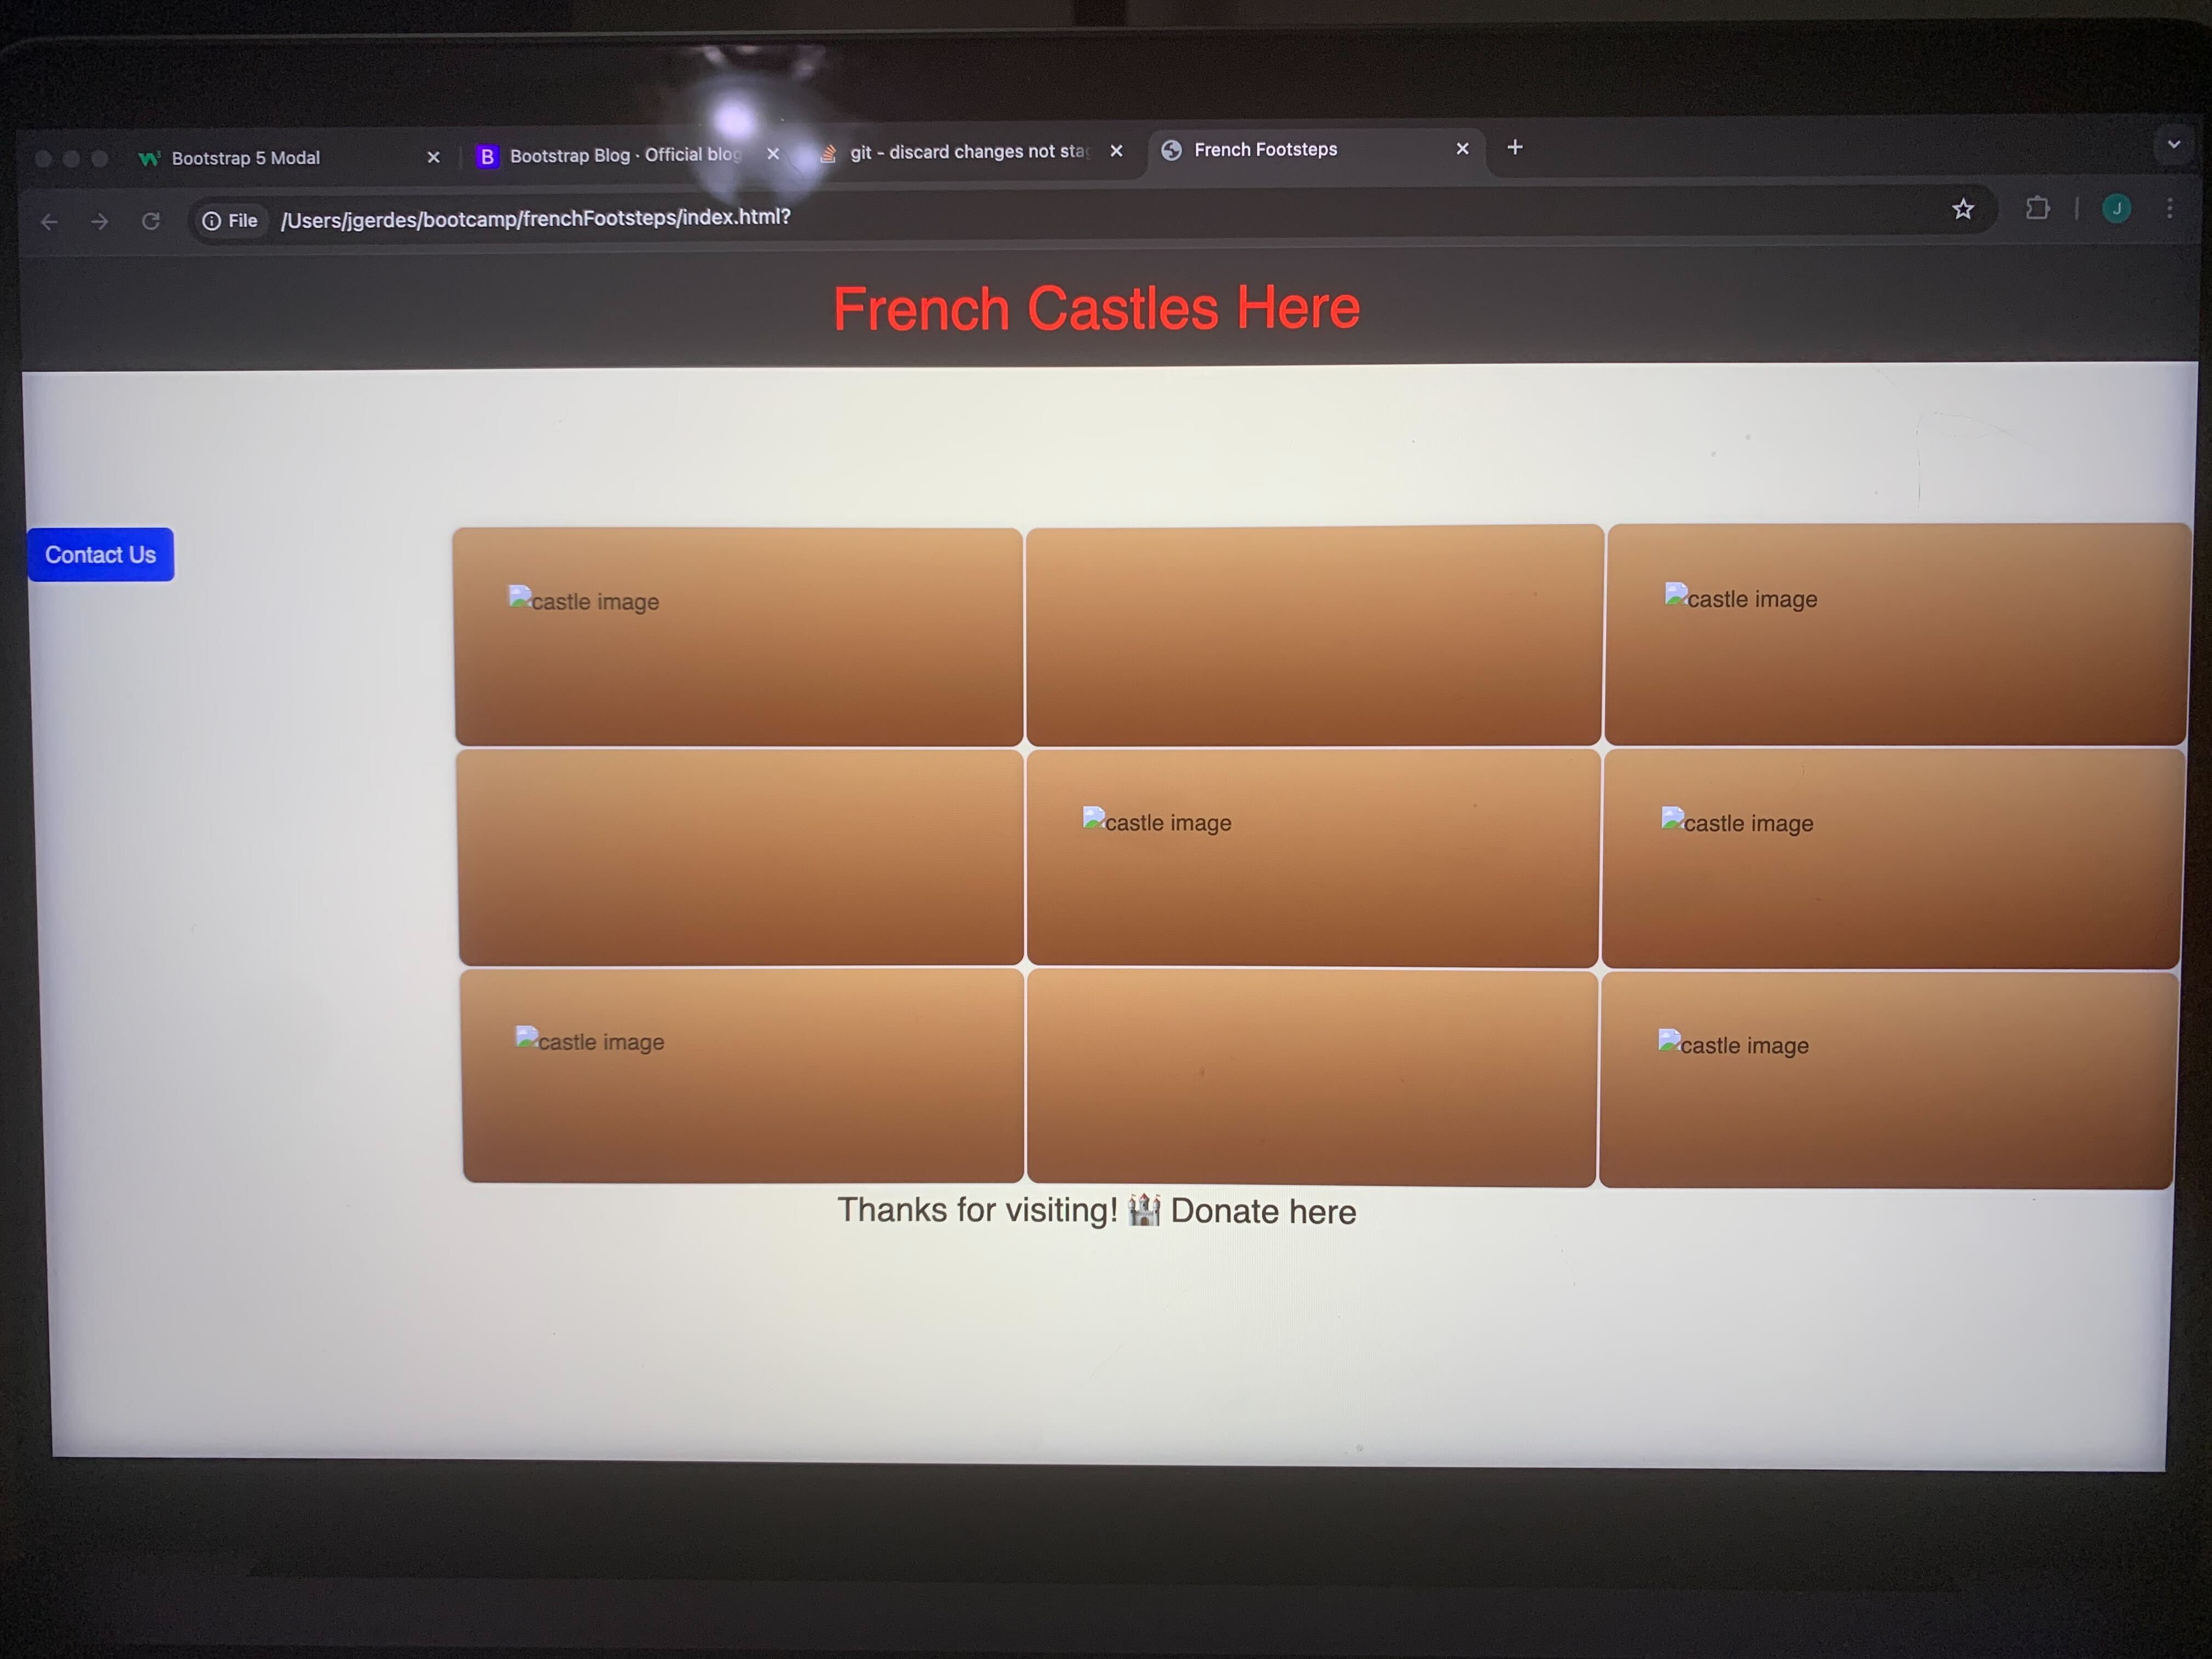 Bootstrap 5 Modal
Bootstrap Blog · Official blog
git - discard changes not sta
French Footsteps
File /Users/jgerdes/bootcamp/frenchFootsteps/index.html?
J
French Castles Here
Contact Us
castle image
castle image
castle image
castle image
castle image
castle image
Thanks for visiting! 🏰 Donate here